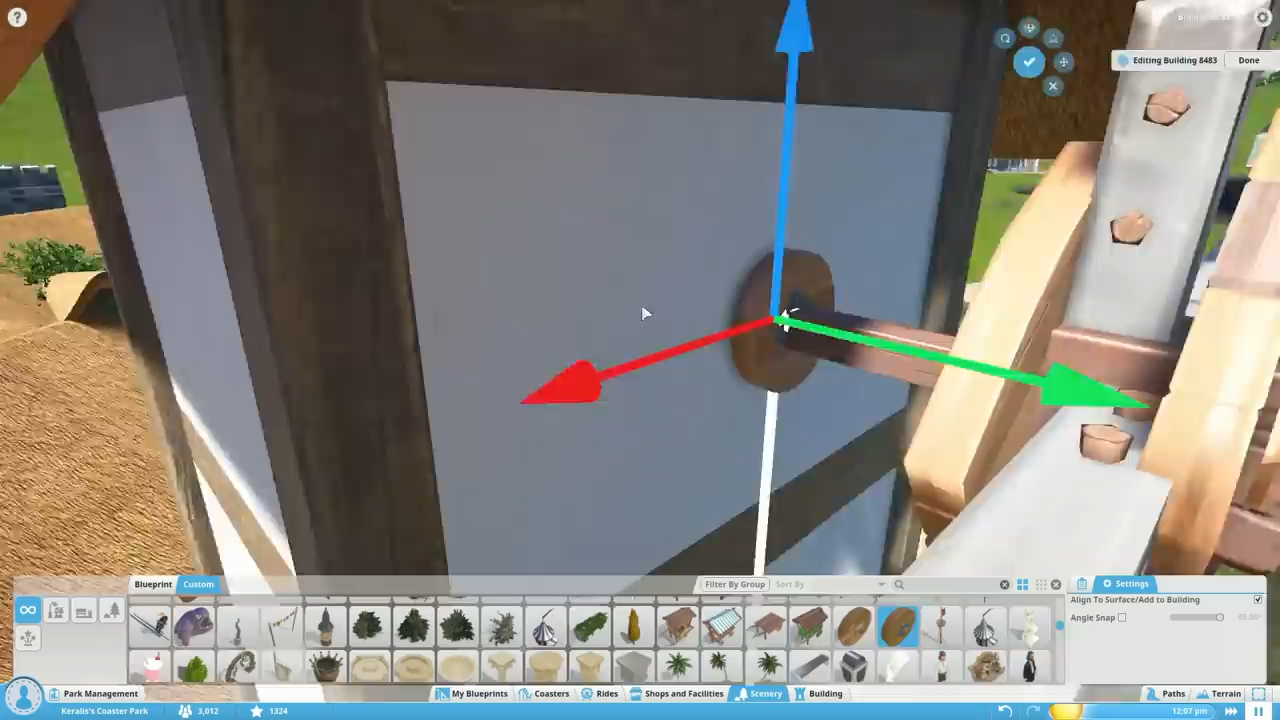 ?
Editing Building 8483 Done
Blueprint Custom Filter By Group Sort By Settings
Align To Surface/Add to Building
Angle Snap 45.00°
Park Management My Blueprints Coasters Rides Shops and Facilities Scenery Building Paths Terrain
Keralis's Coaster Park 3,012 1324 12:07 pm